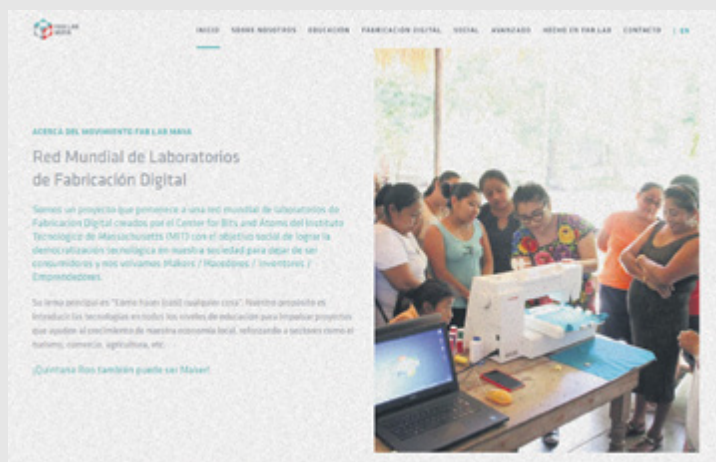 FAB LAB
MAYA
INICIO SOBRE NOSOTROS EDUCACIÓN FABRICACIÓN DIGITAL SOCIAL AVANZADO HECHO EN FAB LAB CONTACTO | EN
ACERCA DEL MOVIMIENTO FAB LAB MAYA
Red Mundial de Laboratorios
de Fabricación Digital
Somos un proyecto que pertenece a una red mundial de laboratorios de
Fabricación Digital creados por el Center for Bits and Atoms del Instituto
Tecnológico de Massachusetts (MIT) con el objetivo social de lograr la
democratización tecnológica en nuestra sociedad para dejar de ser
consumidores y nos volvamos Makers / Hacedores / Inventores /
Emprendedores.
Su lema principal es "Cómo hacer (casi) cualquier cosa". Nuestro propósito es
introducir las tecnologías en todos los niveles de educación para impulsar proyectos
que ayuden al crecimiento de nuestra economía local, reforzando a sectores como el
turismo, comercio, agricultura, etc.
¡Quintana Roo también puede ser Maker!